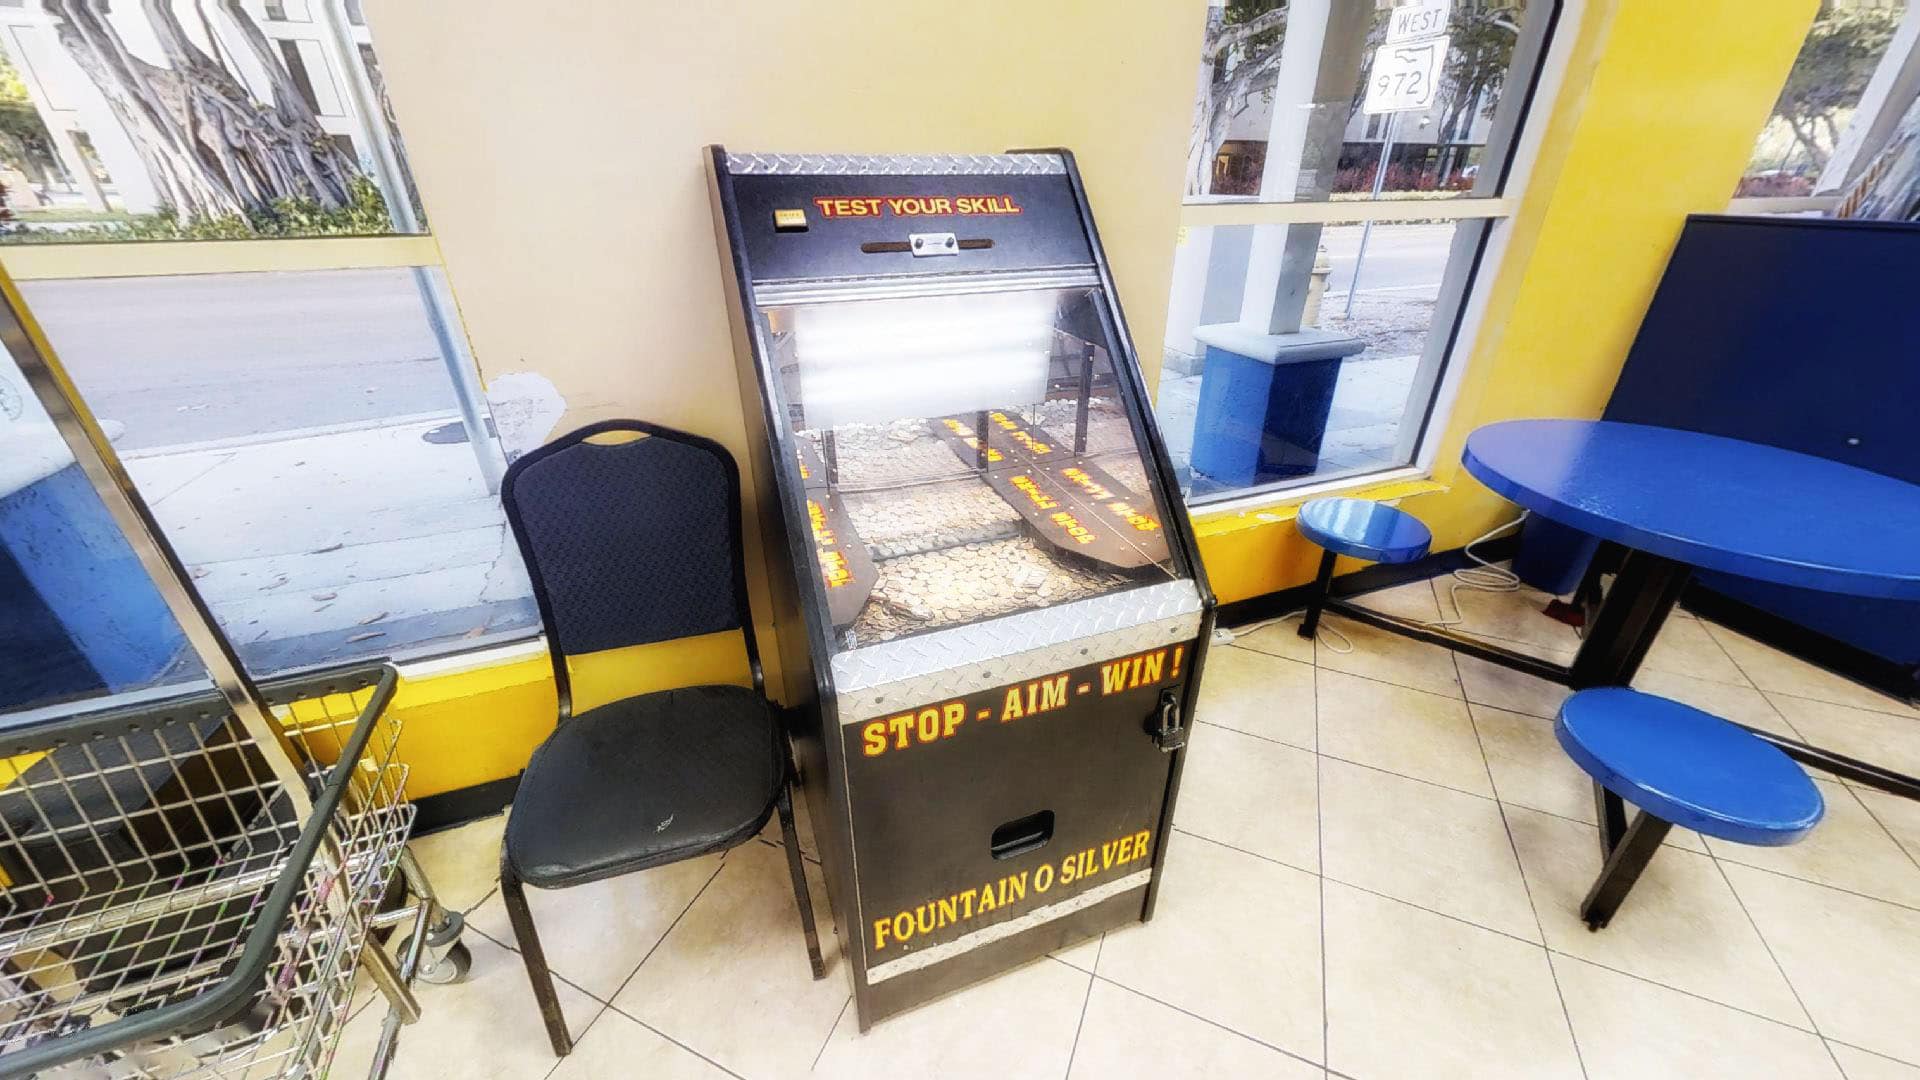 WEST
972
TEST YOUR SKILL
STOP - AIM - WIN !
FOUNTAIN O SILVER